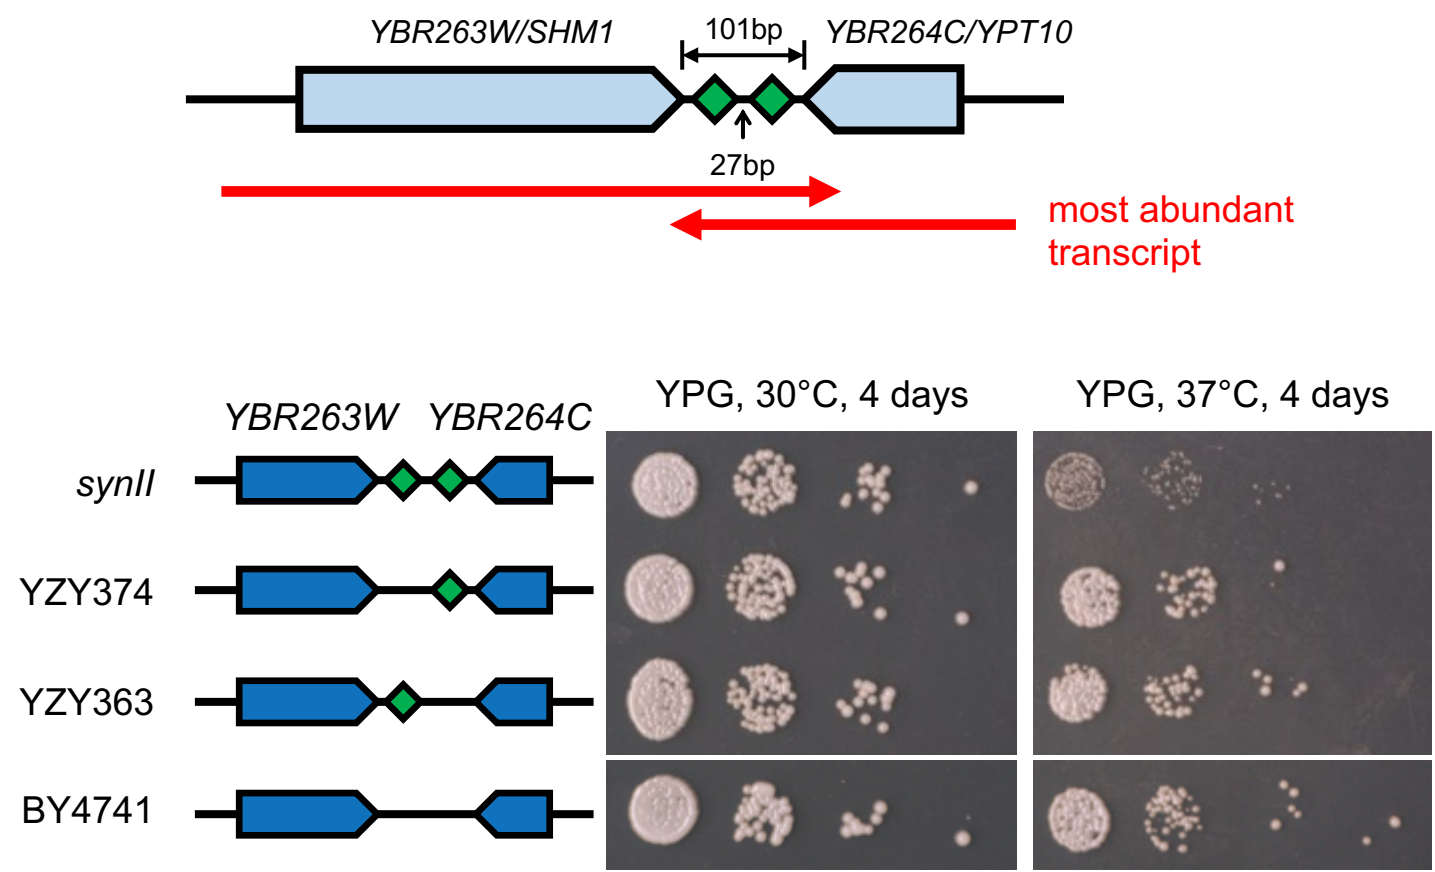 YBR263W/SHM1
101bp
YBR264C/YPT10
27bp
most abundant
transcript
YPG, 30°C, 4 days
YPG, 37°C, 4 days
YBR263W
YBR264C
synII
YZY374
YZY363
BY4741